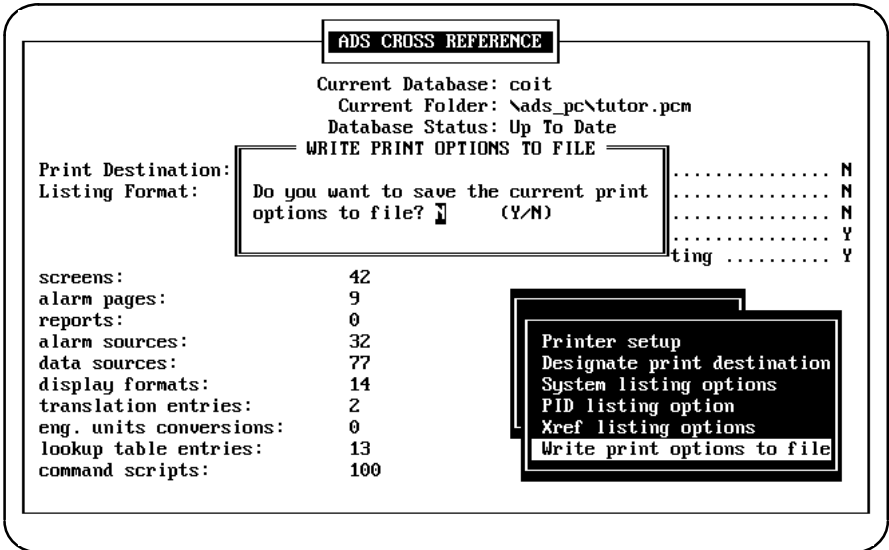 ADS CROSS REFERENCE
Current Database: coit
Current Folder: \ads_pc\tutor.pcm
Database Status: Up To Date
WRITE PRINT OPTIONS TO FILE
Print Destination: .............. N
Listing Format: Do you want to save the current print .............. N
options to file? N (Y/N) .............. N
.............. Y
ting .......... Y
screens: 42
alarm pages: 9
reports: 0
alarm sources: 32
data sources: 77
display formats: 14
translation entries: 2
eng. units conversions: 0
lookup table entries: 13
command scripts: 100
Printer setup
Designate print destination
System listing options
PID listing option
Xref listing options
Write print options to file